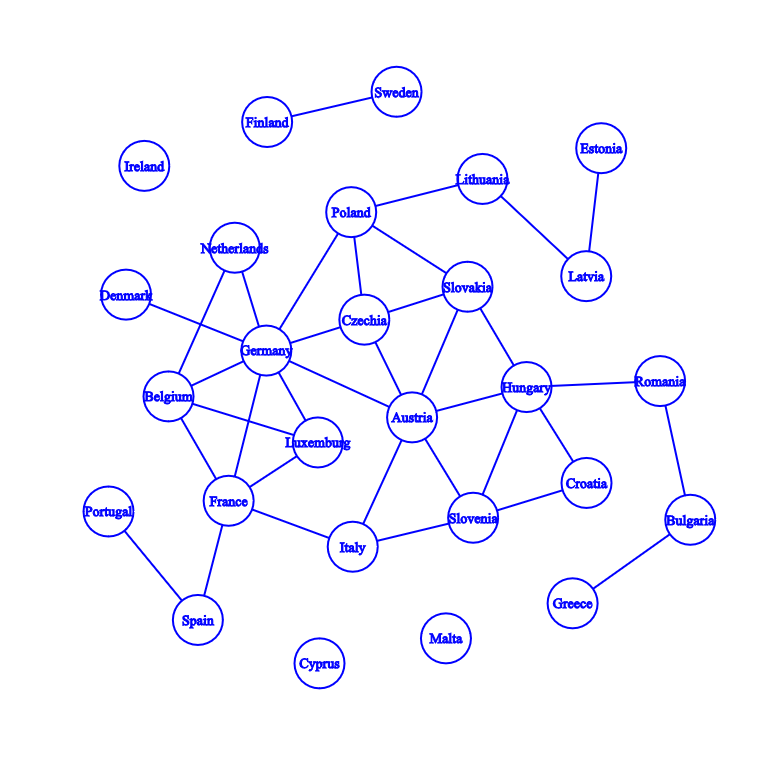 Sweden
Finland
Estonia
Ireland
Lithuania
Poland
Netherlands
Latvia
Slovakia
Denmark
Czechia
Germany
Romania
Hungary
Belgium
Austria
Luxemburg
Croatia
France
Portugal
Slovenia
Bulgaria
Italy
Greece
Spain
Malta
Cyprus